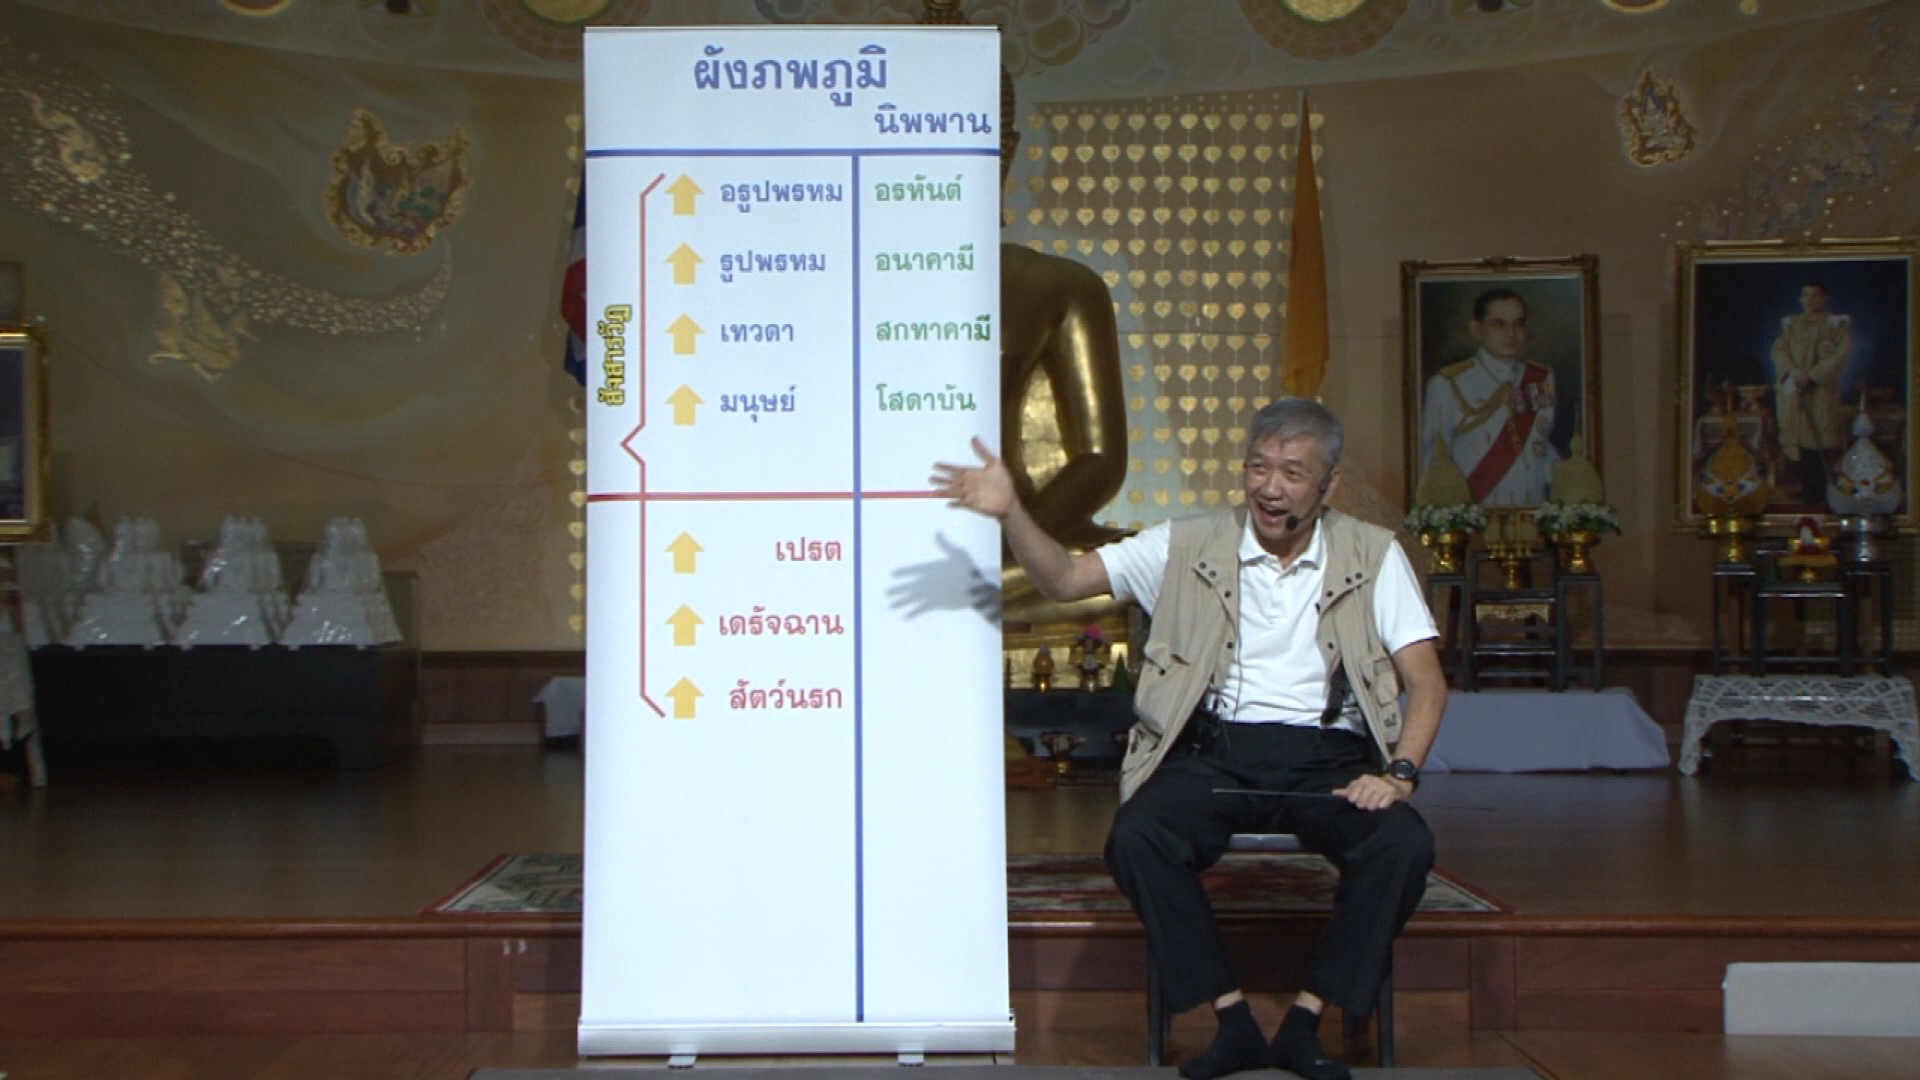 ผังภพภูมิ
นิพพาน
อรูปพรหม อรหันต์
รูปพรหม อนาคามี
เทวดา สกทาคามี
มนุษย์ โสดาบัน
สังสารวัฏ
เปรต
เดรัจฉาน
สัตว์นรก